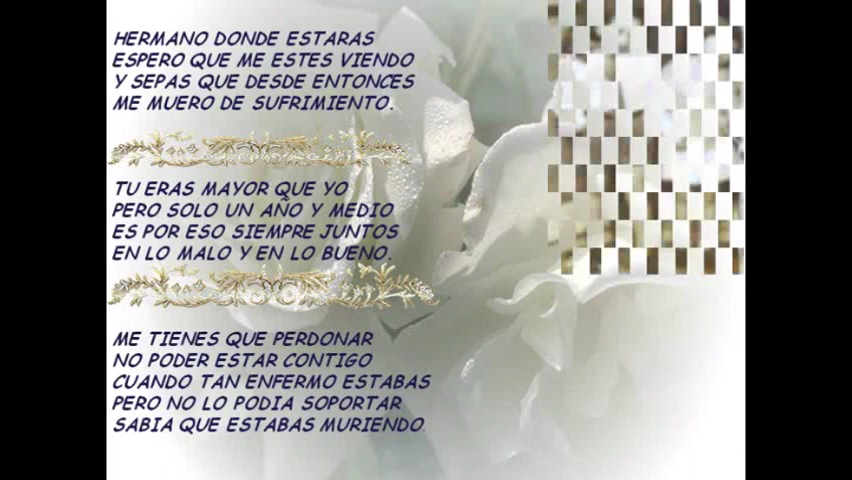 HERMANO DONDE ESTARAS
ESPERO QUE ME ESTES VIENDO
Y SEPAS QUE DESDE ENTONCES
ME MUERO DE SUFRIMIENTO.
TU ERAS MAYOR QUE YO
PERO SOLO UN AÑO Y MEDIO
ES POR ESO SIEMPRE JUNTOS
EN LO MALO Y EN LO BUENO.
ME TIENES QUE PERDONAR
NO PODER ESTAR CONTIGO
CUANDO TAN ENFERMO ESTABAS
PERO NO LO PODIA SOPORTAR
SABIA QUE ESTABAS MURIENDO.